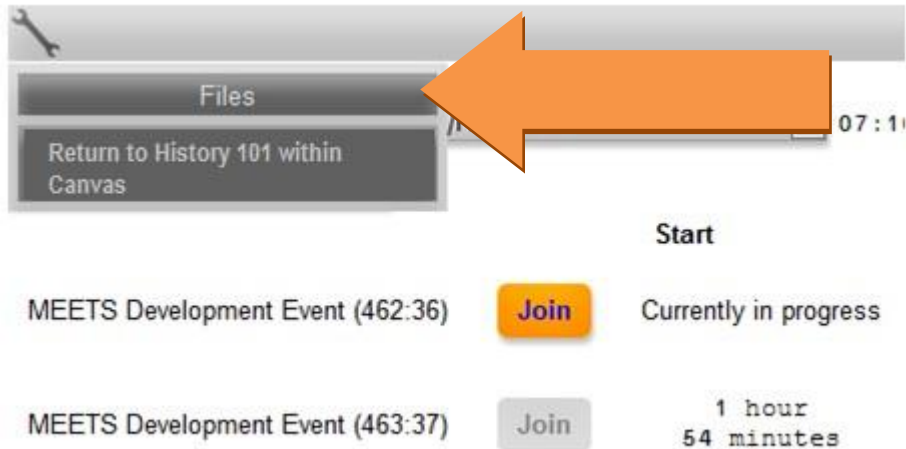 Files
07:1
Return to History 101 within
Canvas
Start
MEETS Development Event (462:36)
Join
Currently in progress
MEETS Development Event (463:37)
Join
1 hour
54 minutes